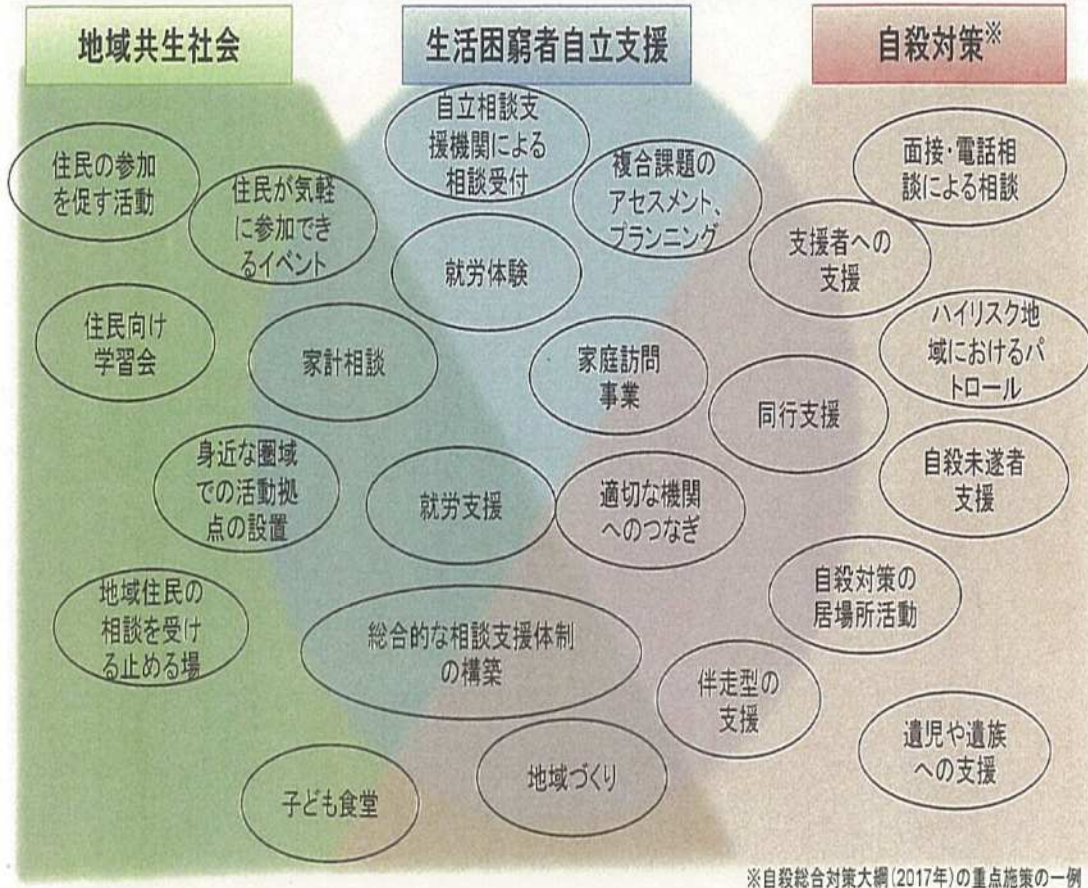 地域共生社会
生活困窮者自立支援
自殺対策※
住民の参加
を促す活動
住民が気軽
に参加でき
るイベント
自立相談支
援機関による
相談受付
複合課題の
アセスメント、
プランニング
面接・電話相
談による相談
支援者への
支援
就労体験
住民向け
学習会
家計相談
家庭訪問
事業
ハイリスク地
域におけるパ
トロール
同行支援
身近な圏域
での活動拠
点の設置
就労支援
適切な機関
へのつなぎ
自殺未遂者
支援
地域住民の
相談を受け
る止める場
総合的な相談支援体制
の構築
自殺対策の
居場所活動
伴走型の
支援
子ども食堂
地域づくり
遺児や遺族
への支援
※自殺総合対策大綱(2017年)の重点施策の一例